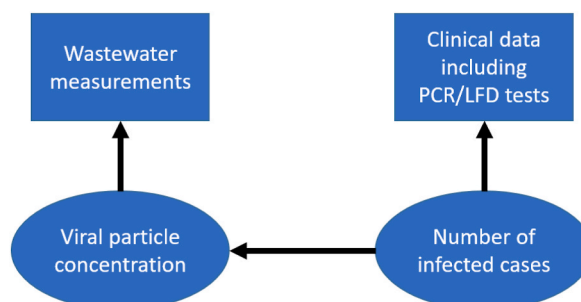 Wastewater
measurements
Clinical data
including
PCR/LFD tests
Viral particle
concentration
Number of
infected cases